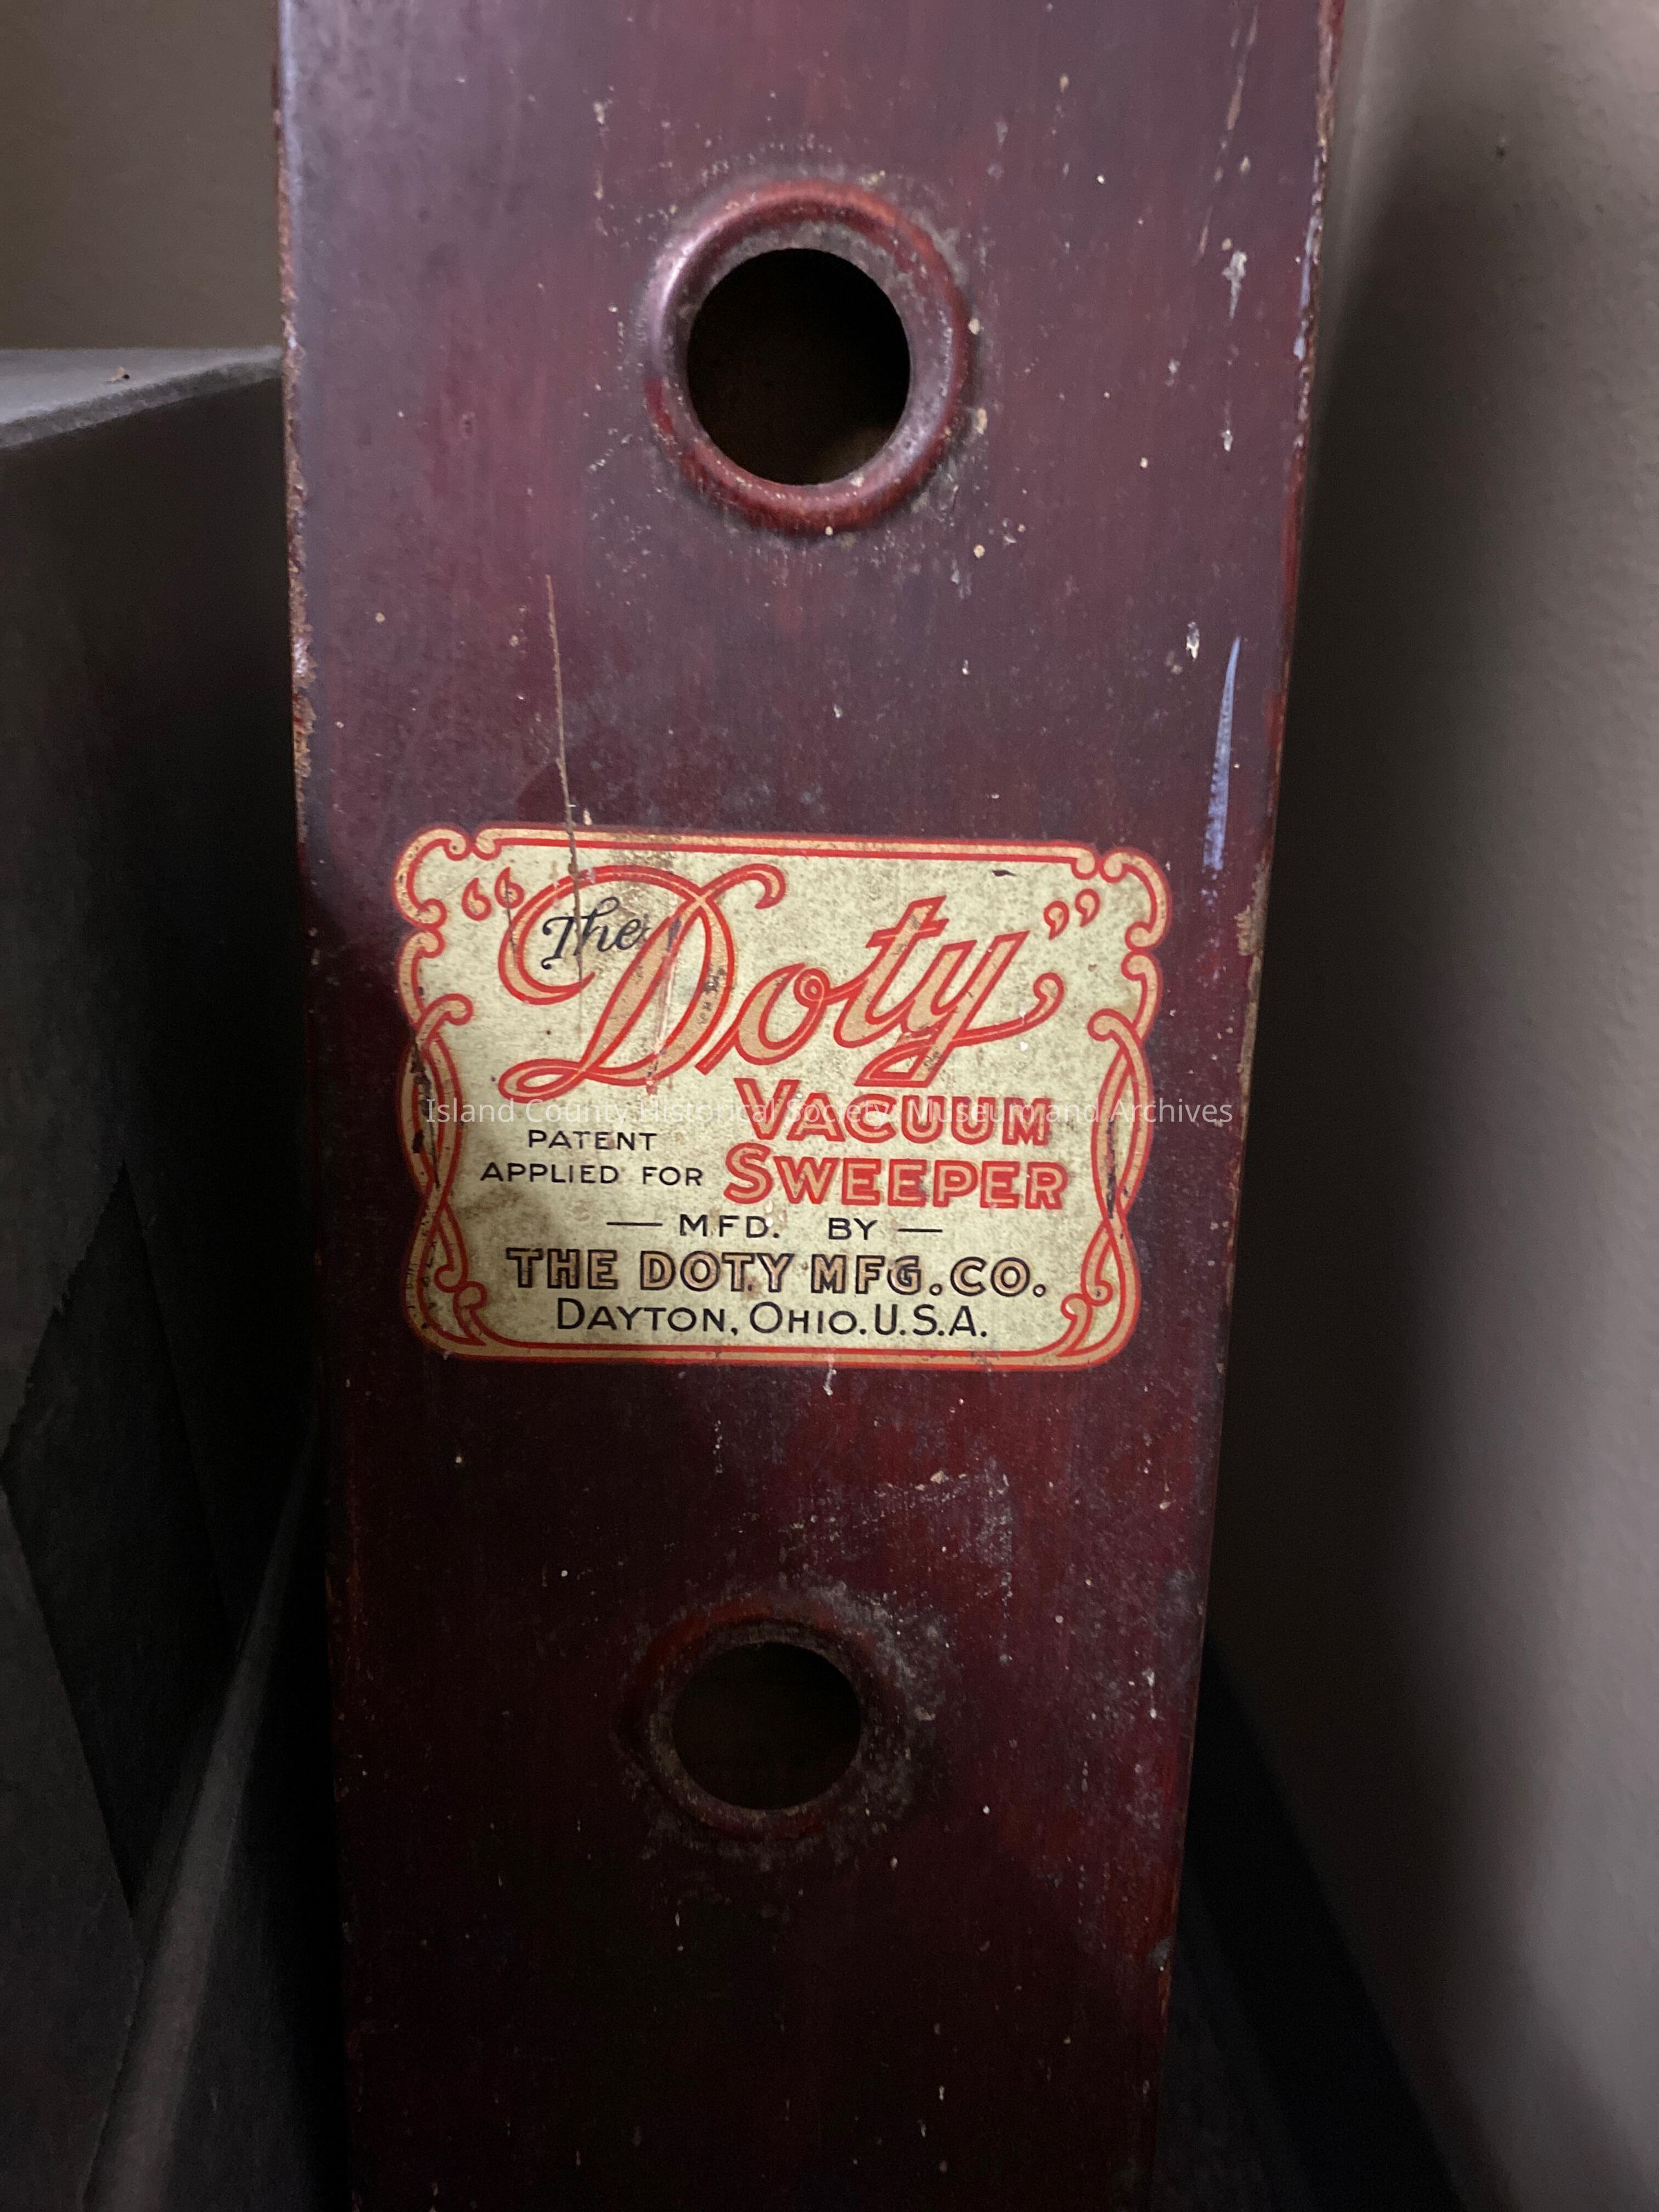 "The Doty"
VACUUM
SWEEPER
PATENT
APPLIED FOR
— MFD. BY —
THE DOTY MFG. CO.
DAYTON, OHIO. U.S.A.
Island County Historical Society, Museum and Archives